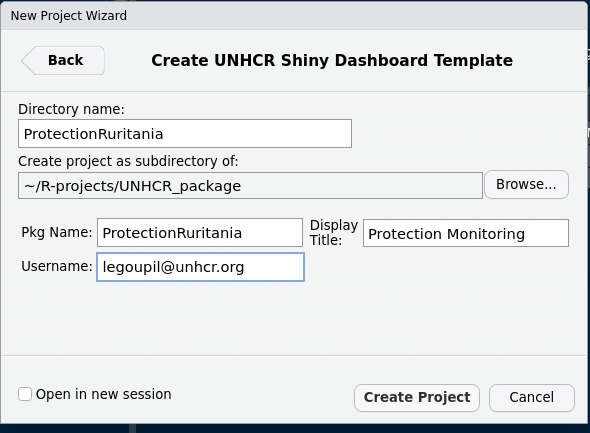 New Project Wizard
Back
Create UNHCR Shiny Dashboard Template
Directory name:
ProtectionRuritania
Create project as subdirectory of:
~/R-projects/UNHCR_package
Browse...
Pkg Name:
ProtectionRuritania
Display
Title:
Protection Monitoring
Username:
legoupil@unhcr.org
Open in new session
Create Project
Cancel